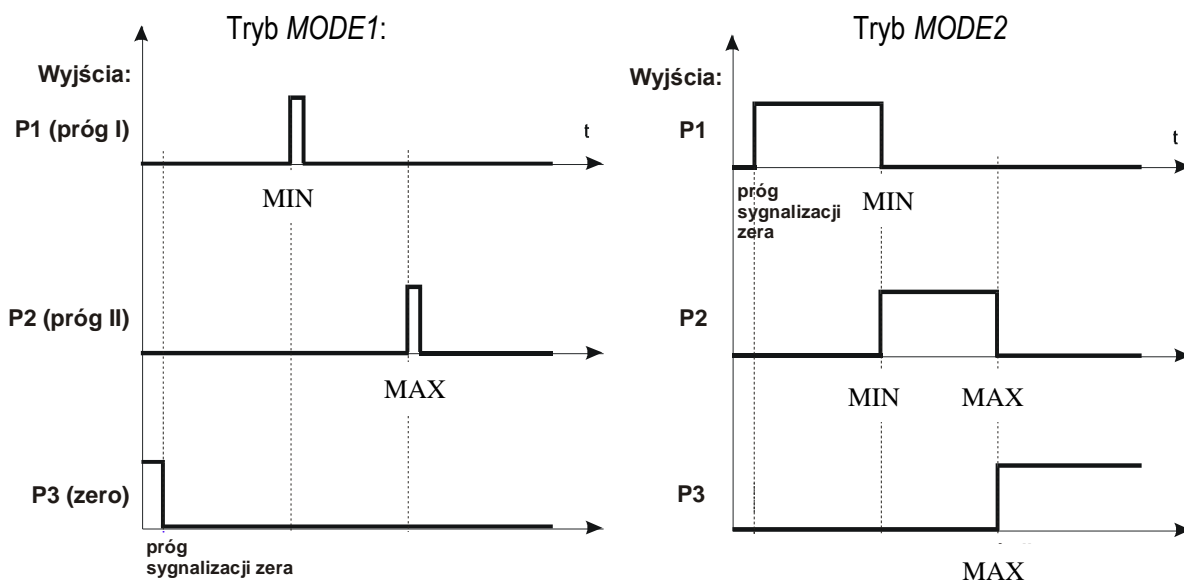 Tryb MODE1:
Wyjścia:
P1 (próg I)
t
MIN
P2 (próg II)
MAX
P3 (zero)
próg
sygnalizacji zera
Tryb MODE2
Wyjścia:
P1
t
próg
sygnalizacji
zera
MIN
P2
MIN
MAX
P3
MAX